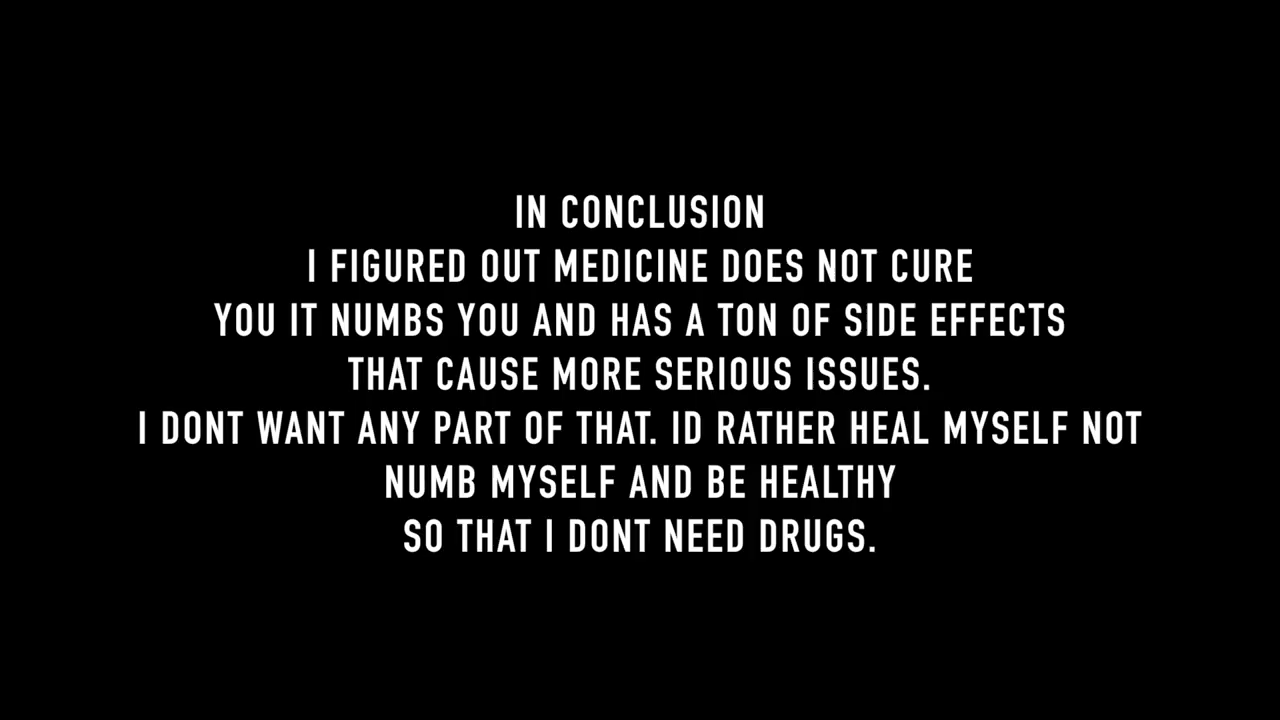 IN CONCLUSION
I FIGURED OUT MEDICINE DOES NOT CURE
YOU IT NUMBS YOU AND HAS A TON OF SIDE EFFECTS
THAT CAUSE MORE SERIOUS ISSUES.
I DONT WANT ANY PART OF THAT. ID RATHER HEAL MYSELF NOT
NUMB MYSELF AND BE HEALTHY
SO THAT I DONT NEED DRUGS.